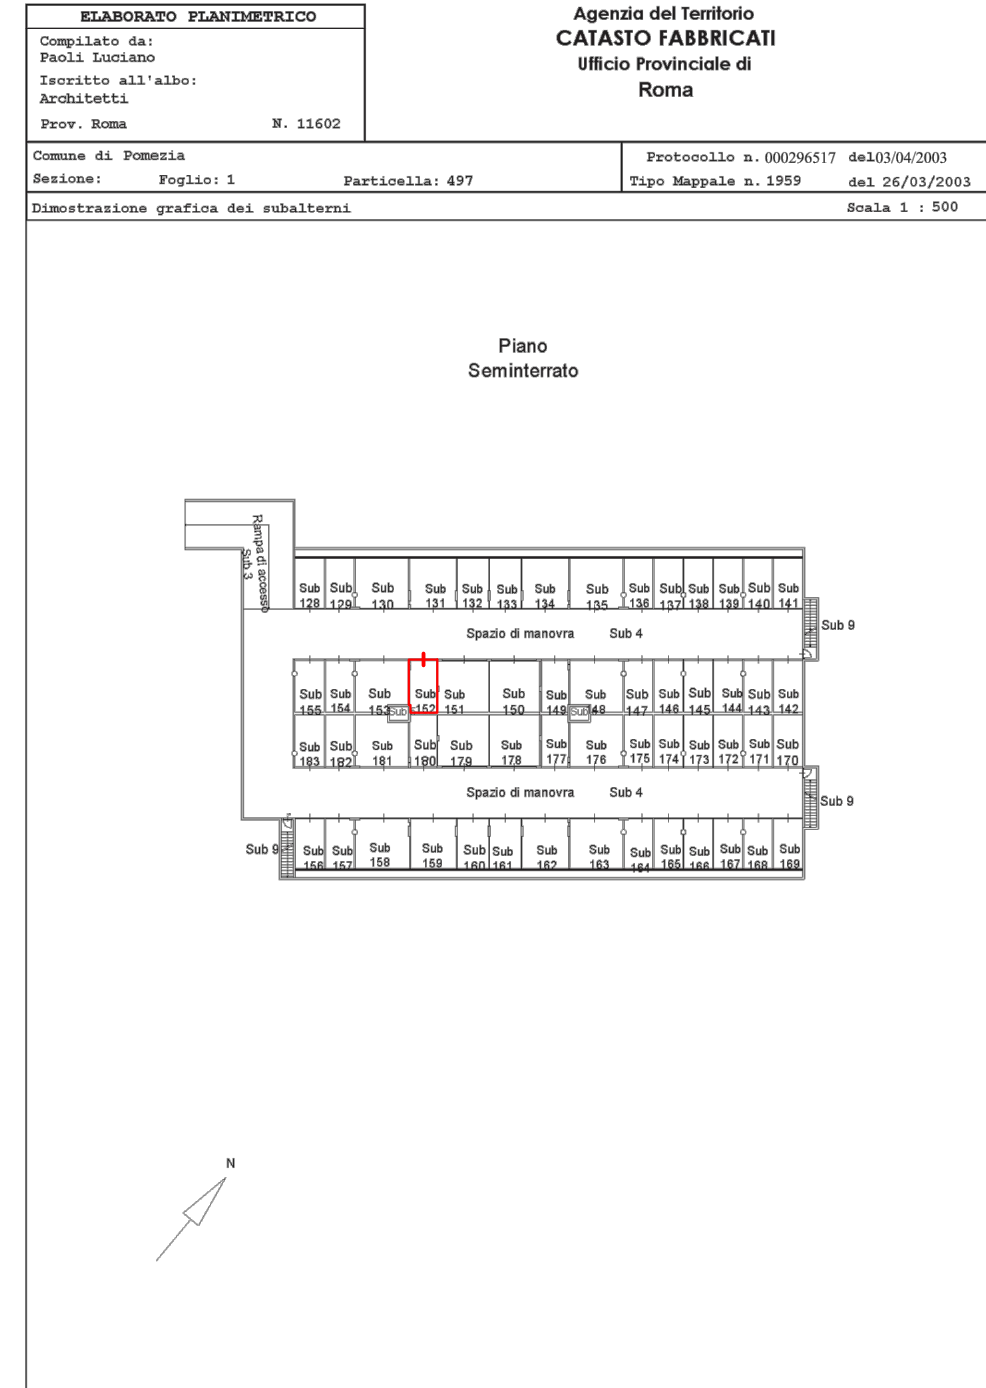 ELABORATO PLANIMETRICO
Compilato da:
Paoli Luciano
Iscritto all'albo:
Architetti
Prov. Roma N. 11602
Agenzia del Territorio
CATASTO FABBRICATI
Ufficio Provinciale di
Roma
Comune di Pomezia
Sezione: Foglio: 1 Particella: 497
Protocollo n. 000296517 del03/04/2003
Tipo Mappale n. 1959 del 26/03/2003
Dimostrazione grafica dei subalterni Scala 1 : 500
Piano
Seminterrato
Rampa di accesso
Sub 3
Sub Sub Sub Sub Sub Sub Sub Sub Sub Sub Sub Sub Sub Sub
128 129 130 131 132 133 134 135 136 137 138 139 140 141
Spazio di manovra Sub 4
Sub 9
Sub Sub Sub Sub Sub Sub Sub Sub Sub Sub Sub Sub Sub Sub
155 154 153 152 151 150 149 148 147 146 145 144 143 142
Sub Sub
Sub Sub Sub Sub Sub Sub Sub Sub Sub Sub Sub Sub Sub Sub
183 182 181 180 179 178 177 176 175 174 173 172 171 170
Spazio di manovra Sub 4
Sub 9
Sub 9
Sub Sub Sub Sub Sub Sub Sub Sub Sub Sub Sub Sub Sub Sub
156 157 158 159 160 161 162 163 164 165 166 167 168 169
N